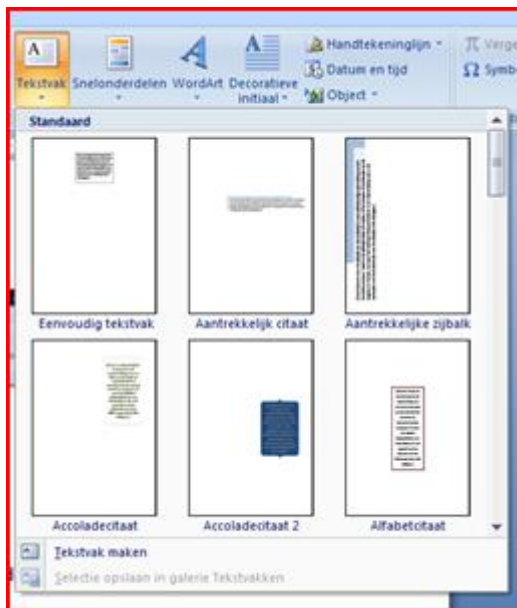 Handtekeninglijn
Datum en tijd
Object
Tekstvak Snelonderdelen WordArt Decoratieve
initiaal
Ω Symb
Standaard
Eenvoudig tekstvak Aantrekkelijk citaat Aantrekkelijke zijbalk
Accoladecitaat Accoladecitaat 2 Alfabetcitaat
Tekstvak maken
Selectie opslaan in galerie Tekstvakken